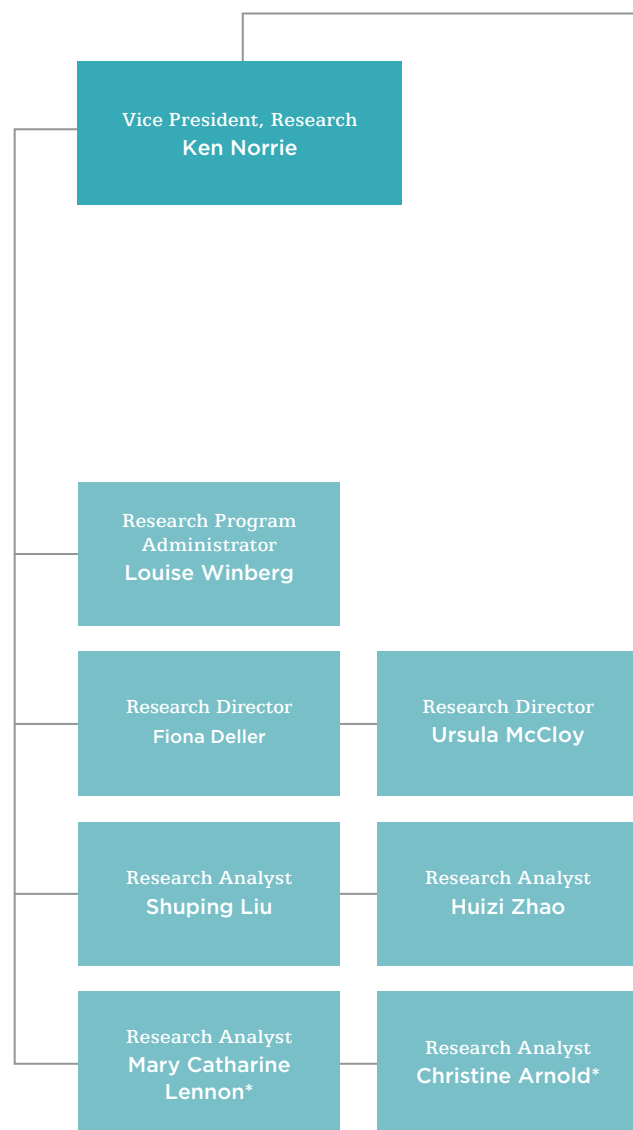 Vice President, Research
Ken Norrie
Research Program
Administrator
Louise Winberg
Research Director
Fiona Deller
Research Director
Ursula McCloy
Research Analyst
Shuping Liu
Research Analyst
Huizi Zhao
Research Analyst
Mary Catharine
Lennon*
Research Analyst
Christine Arnold*